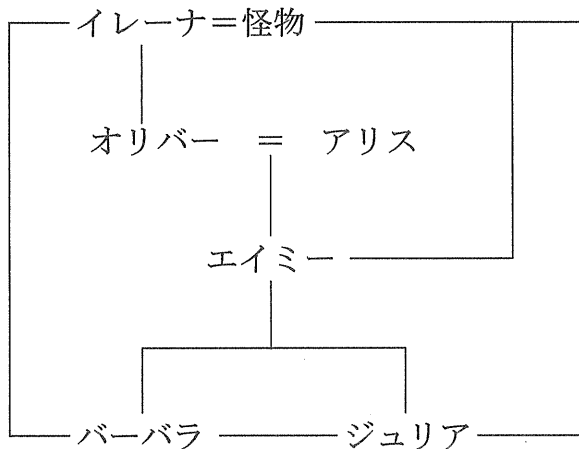 イレーナ＝怪物
オリバー ＝ アリス
エイミー
バーバラ ジュリア